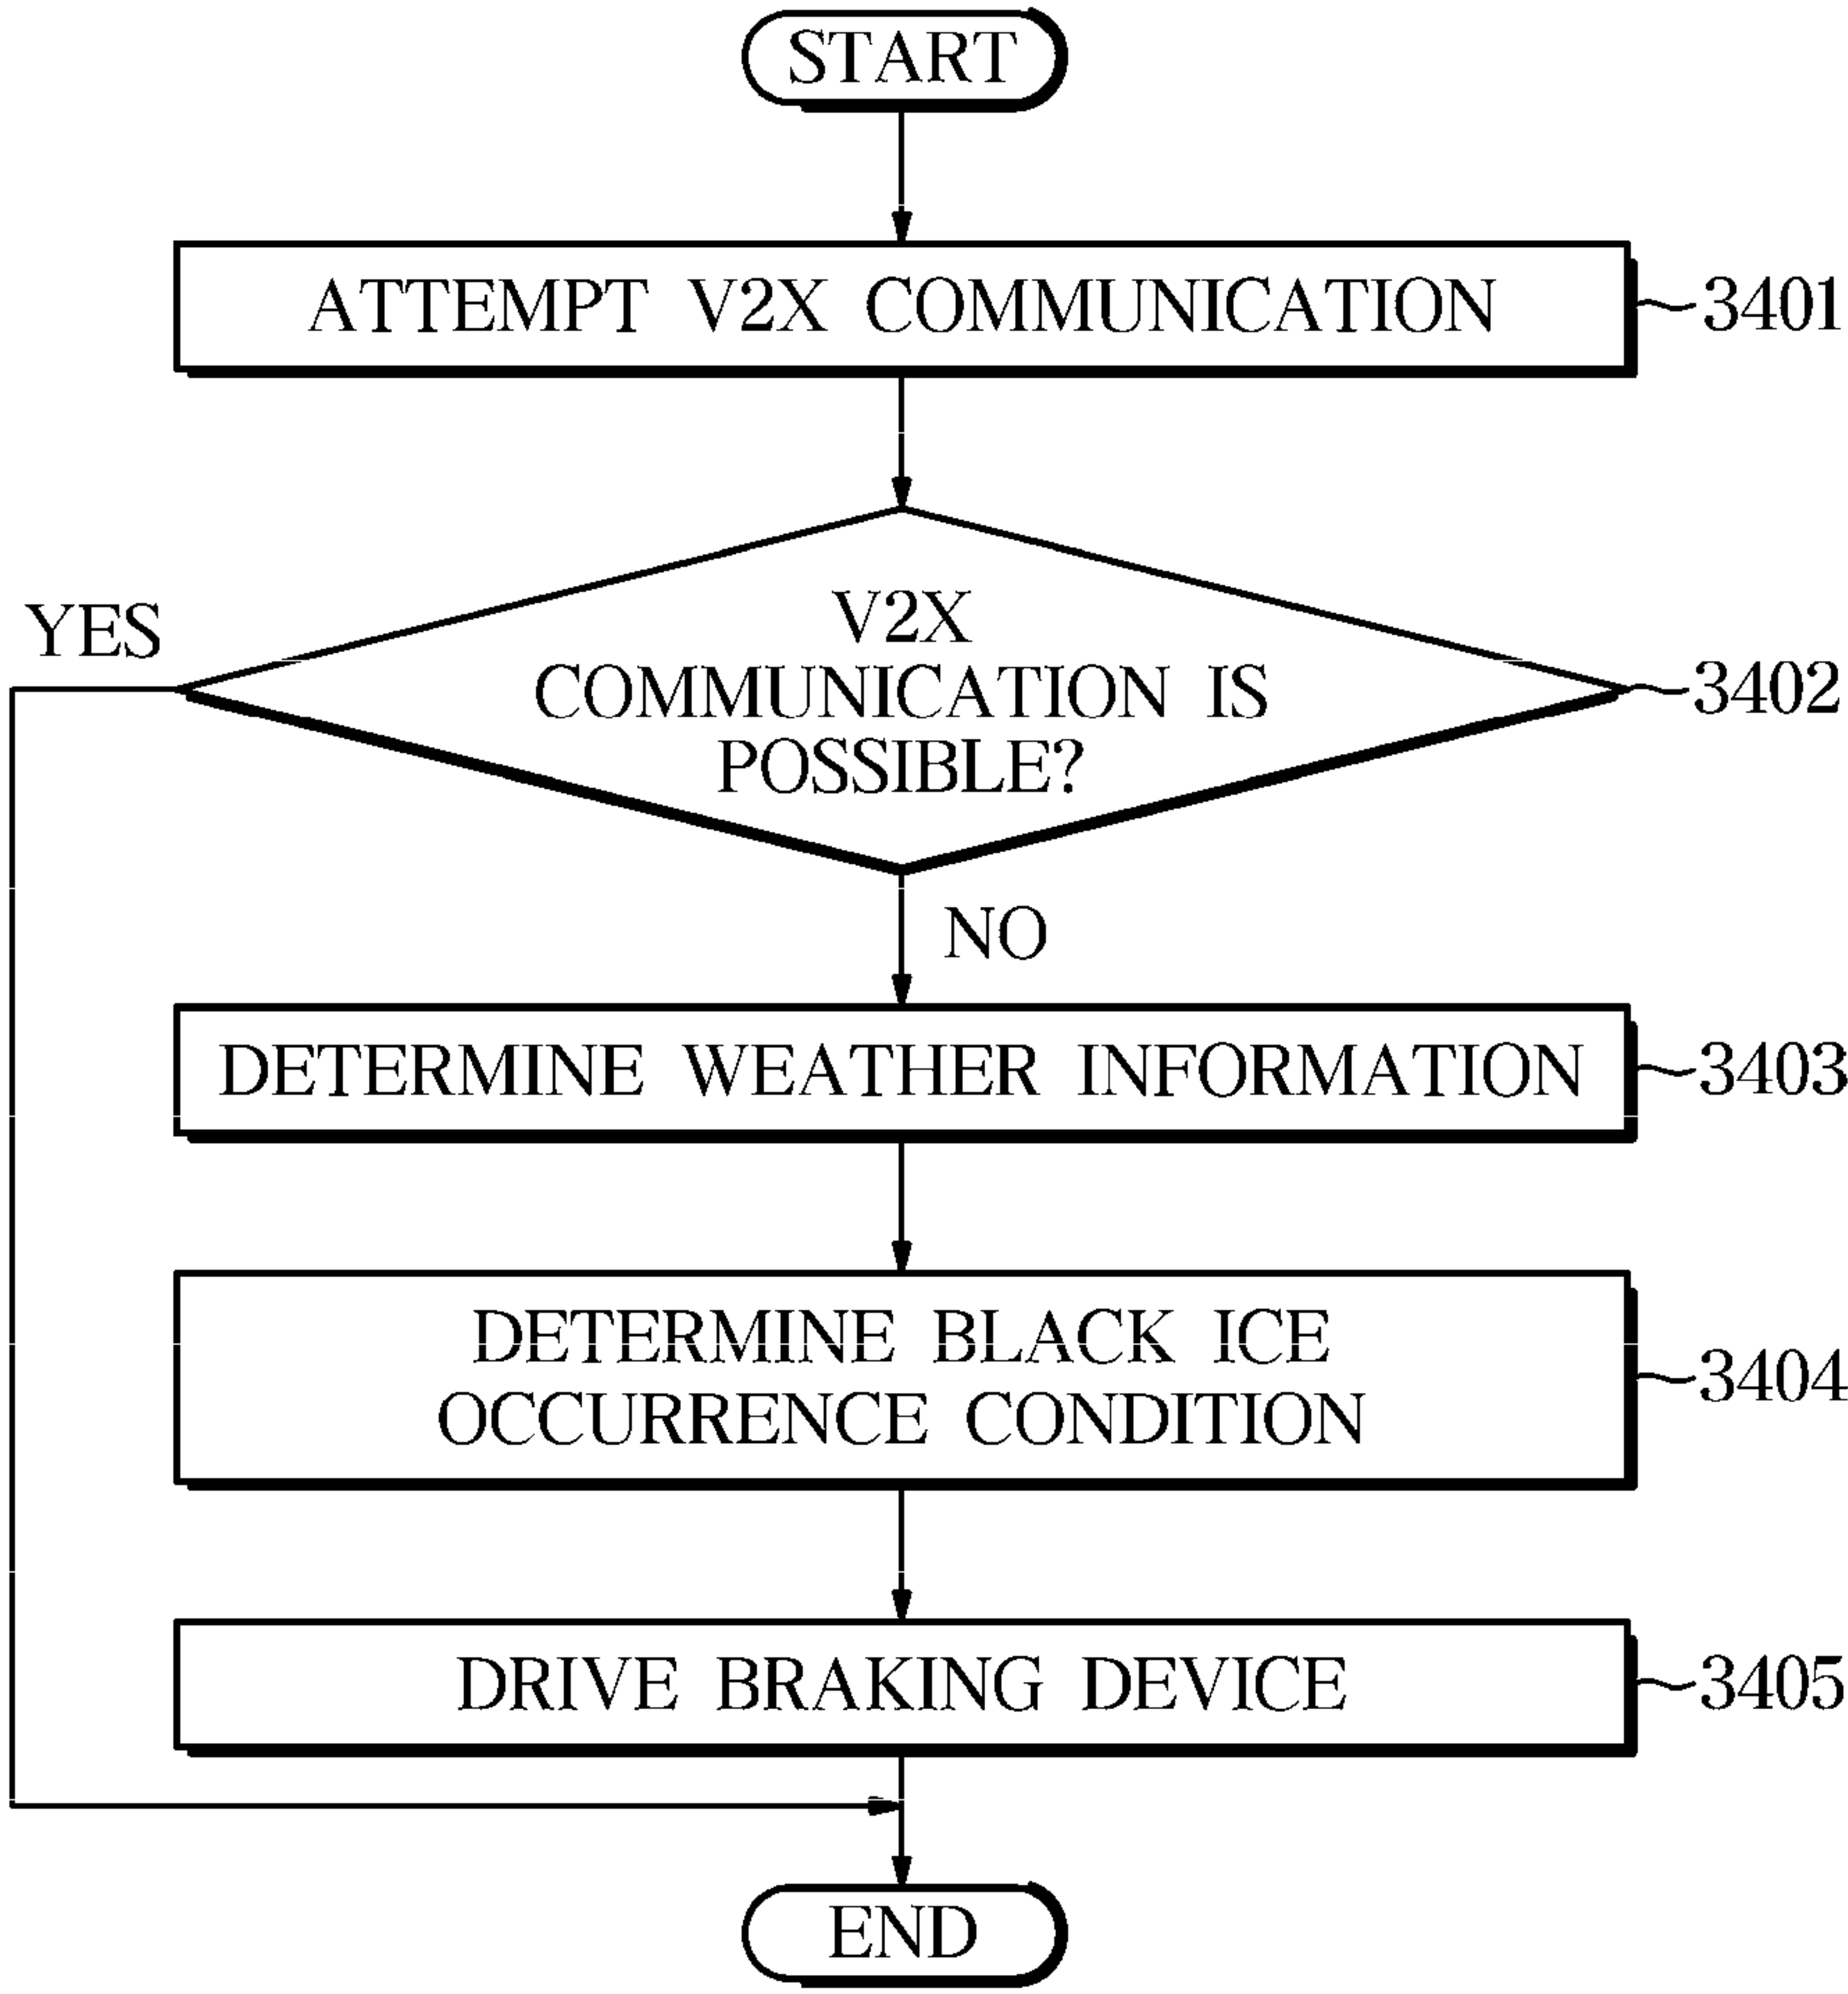 START
ATTEMPT V2X COMMUNICATION
3401
YES
V2X
COMMUNICATION IS
POSSIBLE?
3402
NO
DETERMINE WEATHER INFORMATION
3403
DETERMINE BLACK ICE
OCCURRENCE CONDITION
3404
DRIVE BRAKING DEVICE
3405
END